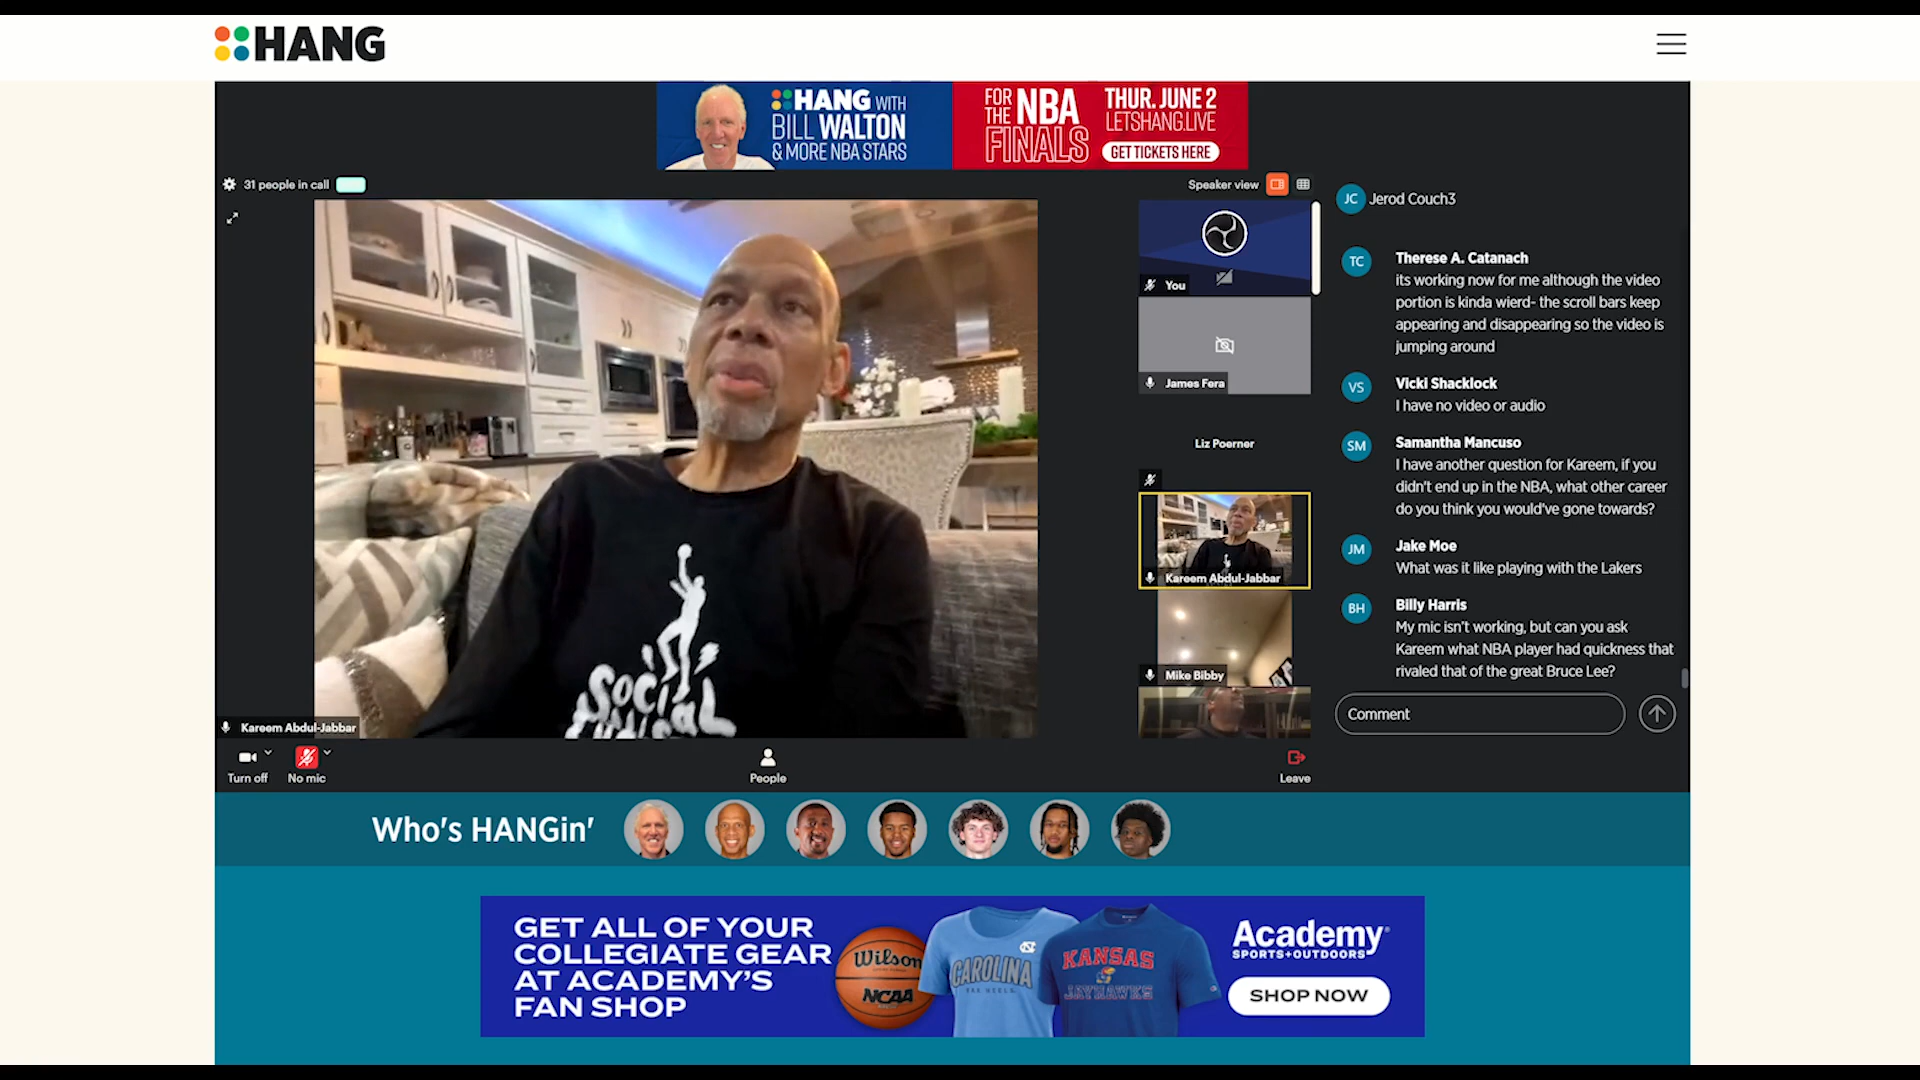 HANG
HANG WITH
BILL WALTON
& MORE NBA STARS
FOR THE NBA FINALS
THUR. JUNE 2
LETSHANG.LIVE
GET TICKETS HERE
31 people in call
Speaker view
You
James Fera
Liz Poerner
Kareem Abdul-Jabbar
Mike Bibby
SOCIAL
Kareem Abdul-Jabbar
Turn off
No mic
People
Leave
JC Jerod Couch3
TC Therese A. Catanach
its working now for me although the video
portion is kinda wierd- the scroll bars keep
appearing and disappearing so the video is
jumping around
VS Vicki Shacklock
I have no video or audio
SM Samantha Mancuso
I have another question for Kareem, if you
didn't end up in the NBA, what other career
do you think you would've gone towards?
JM Jake Moe
What was it like playing with the Lakers
BH Billy Harris
My mic isn't working, but can you ask
Kareem what NBA player had quickness that
rivaled that of the great Bruce Lee?
Comment
Who's HANGin'
GET ALL OF YOUR
COLLEGIATE GEAR
AT ACADEMY'S
FAN SHOP
Wilson
NCAA
NC
CAROLINA
TAR HEELS
KANSAS
JAYHAWKS
Academy
SPORTS+OUTDOORS
SHOP NOW